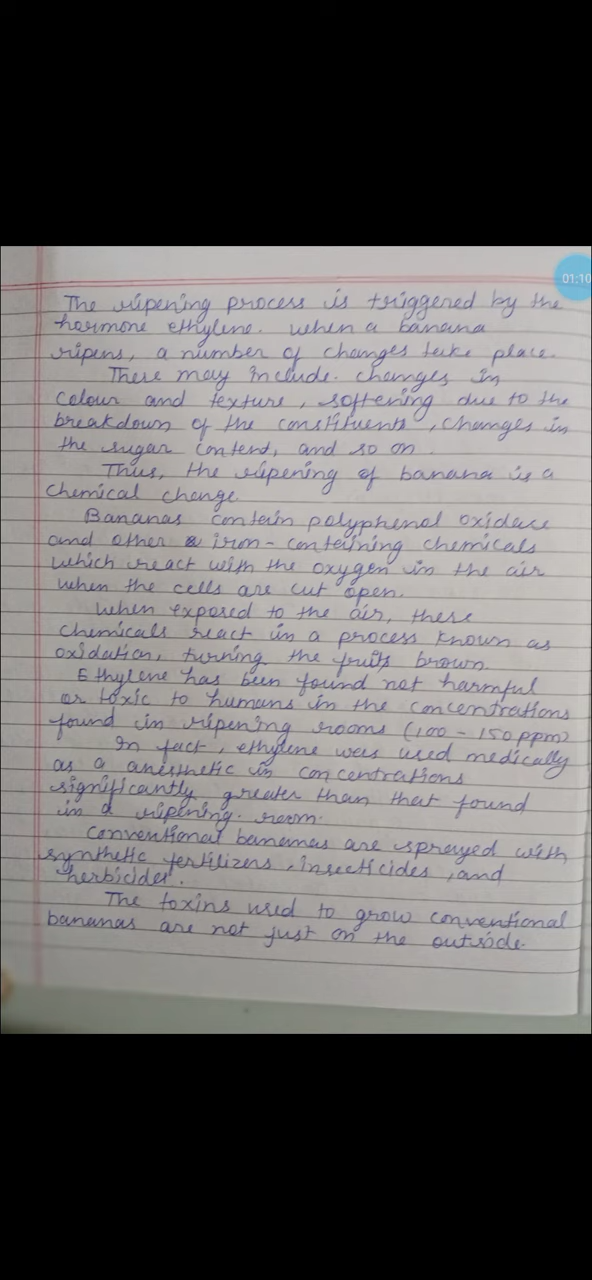 01:10
The ripening process is triggered by the
hormone ethylene. when a banana
ripens, a number of changes take place.
These may include. changes in
colour and texture, softening due to the
breakdown of the constituents, changes in
the sugar content, and so on.
Thus, the ripening of banana is a
chemical change
Bananas contain polyphenol oxidase
and other iron-containing chemicals
which react with the oxygen in the air
when the cells are cut open.
when exposed to the air, these
chemicals react in a process known as
oxidation, turning the fruits brown.
Ethylene has been found not harmful
or toxic to humans in the concentrations
found in ripening rooms (100-150 ppm)
In fact, ethylene was used medically
as a anesthetic in concentrations
significantly greater than that found
in a ripening. room.
Conventional bananas are sprayed with
synthetic fertilizers, insecticides, and
herbicides.
The toxins used to grow conventional
bananas are not just on the outside.